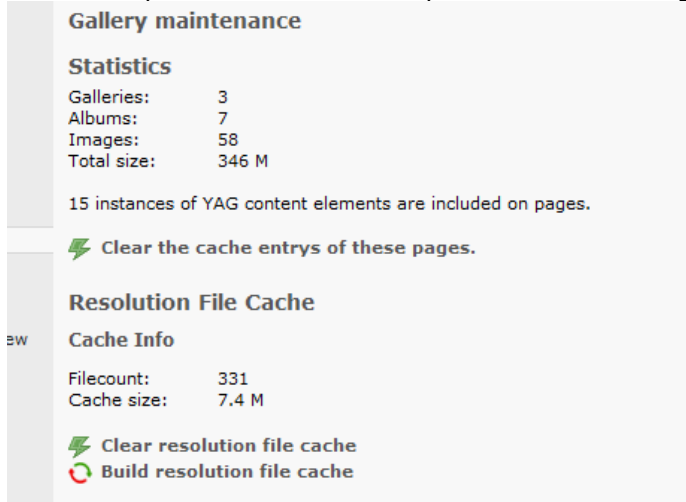 Gallery maintenance
Statistics
Galleries: 3
Albums: 7
Images: 58
Total size: 346 M
15 instances of YAG content elements are included on pages.
Clear the cache entrys of these pages.
Resolution File Cache
ew
Cache Info
Filecount: 331
Cache size: 7.4 M
Clear resolution file cache
Build resolution file cache